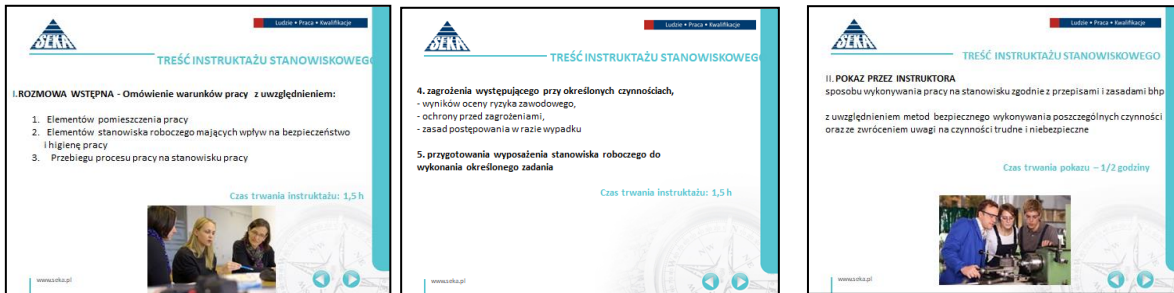 Ludzie • Praca • Kwalifikacje
SEKA
TREŚĆ INSTRUKTAŻU STANOWISKOWEGO
I.ROZMOWA WSTĘPNA - Omówienie warunków pracy z uwzględnieniem:
1. Elementów pomieszczenia pracy
2. Elementów stanowiska roboczego mających wpływ na bezpieczeństwo
i higienę pracy
3. Przebiegu procesu pracy na stanowisku pracy
Czas trwania instruktażu: 1,5 h
www.seka.pl
Ludzie • Praca • Kwalifikacje
SEKA
TREŚĆ INSTRUKTAŻU STANOWISKOWEG
4. zagrożenia występującego przy określonych czynnościach,
- wyników oceny ryzyka zawodowego,
- ochrony przed zagrożeniami,
- zasad postępowania w razie wypadku
5. przygotowania wyposażenia stanowiska roboczego do
wykonania określonego zadania
Czas trwania instruktażu: 1,5 h
www.seka.pl
Ludzie • Praca • Kwalifikacje
SEKA
TREŚĆ INSTRUKTAŻU STANOWISKOWEGO
II. POKAZ PRZEZ INSTRUKTORA
sposobu wykonywania pracy na stanowisku zgodnie z przepisami i zasadami bhp
z uwzględnieniem metod bezpiecznego wykonywania poszczególnych czynności
oraz ze zwróceniem uwagi na czynności trudne i niebezpieczne
Czas trwania pokazu – 1/2 godziny
www.seka.pl